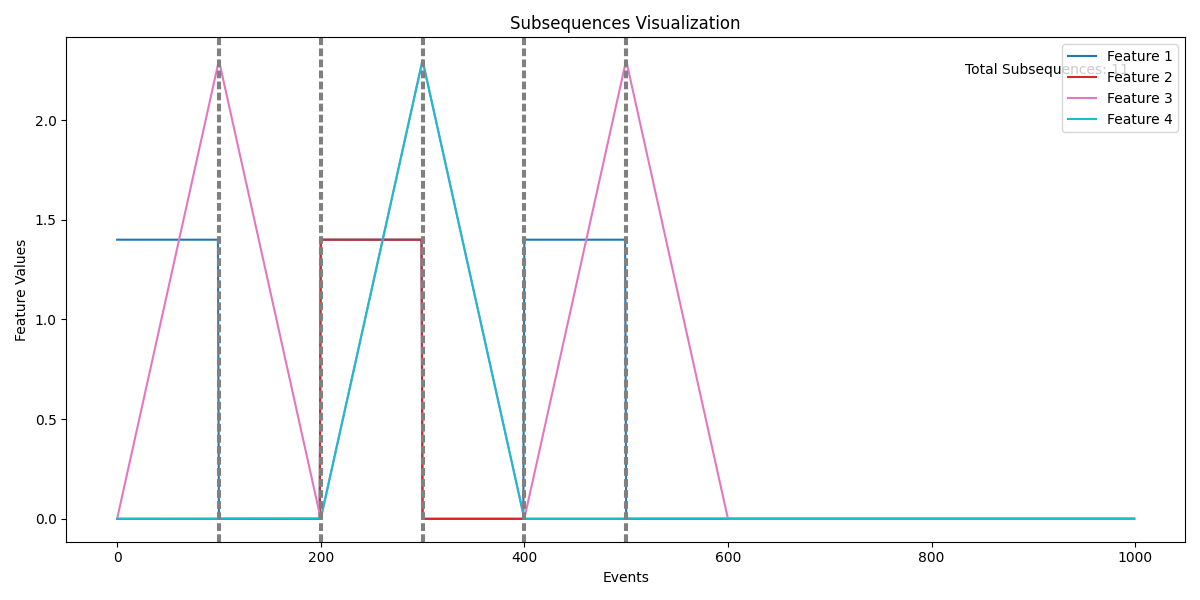 Subsequences Visualization
Total Subsequences: 11
Feature 1
Feature 2
Feature 3
Feature 4
Feature Values
2.0
1.5
1.0
0.5
0.0
0
200
400
600
800
1000
Events